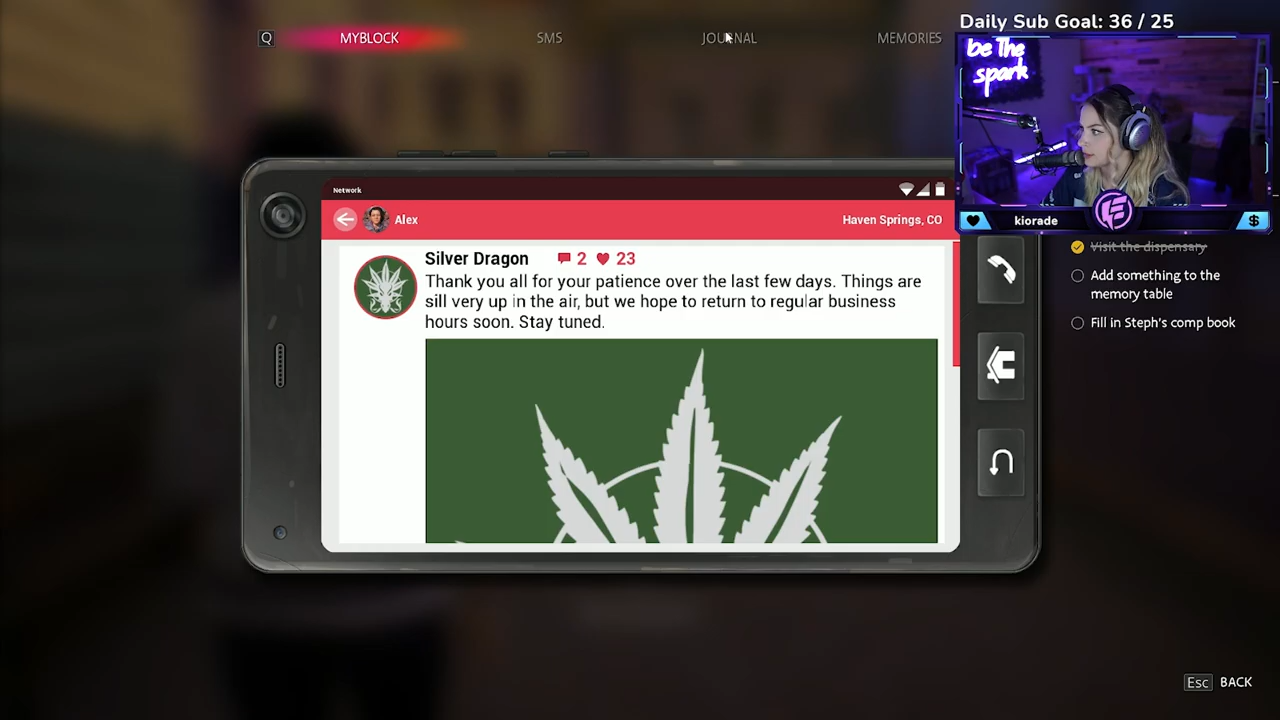 Daily Sub Goal: 36 / 25
Q MYBLOCK SMS JOURNAL MEMORIES
be The
spark
Network
Alex Haven Springs, CO
kiorade $
Silver Dragon 2 23
Thank you all for your patience over the last few days. Things are
sill very up in the air, but we hope to return to regular business
hours soon. Stay tuned.
Visit the dispensary
Add something to the
memory table
Fill in Steph's comp book
Esc BACK